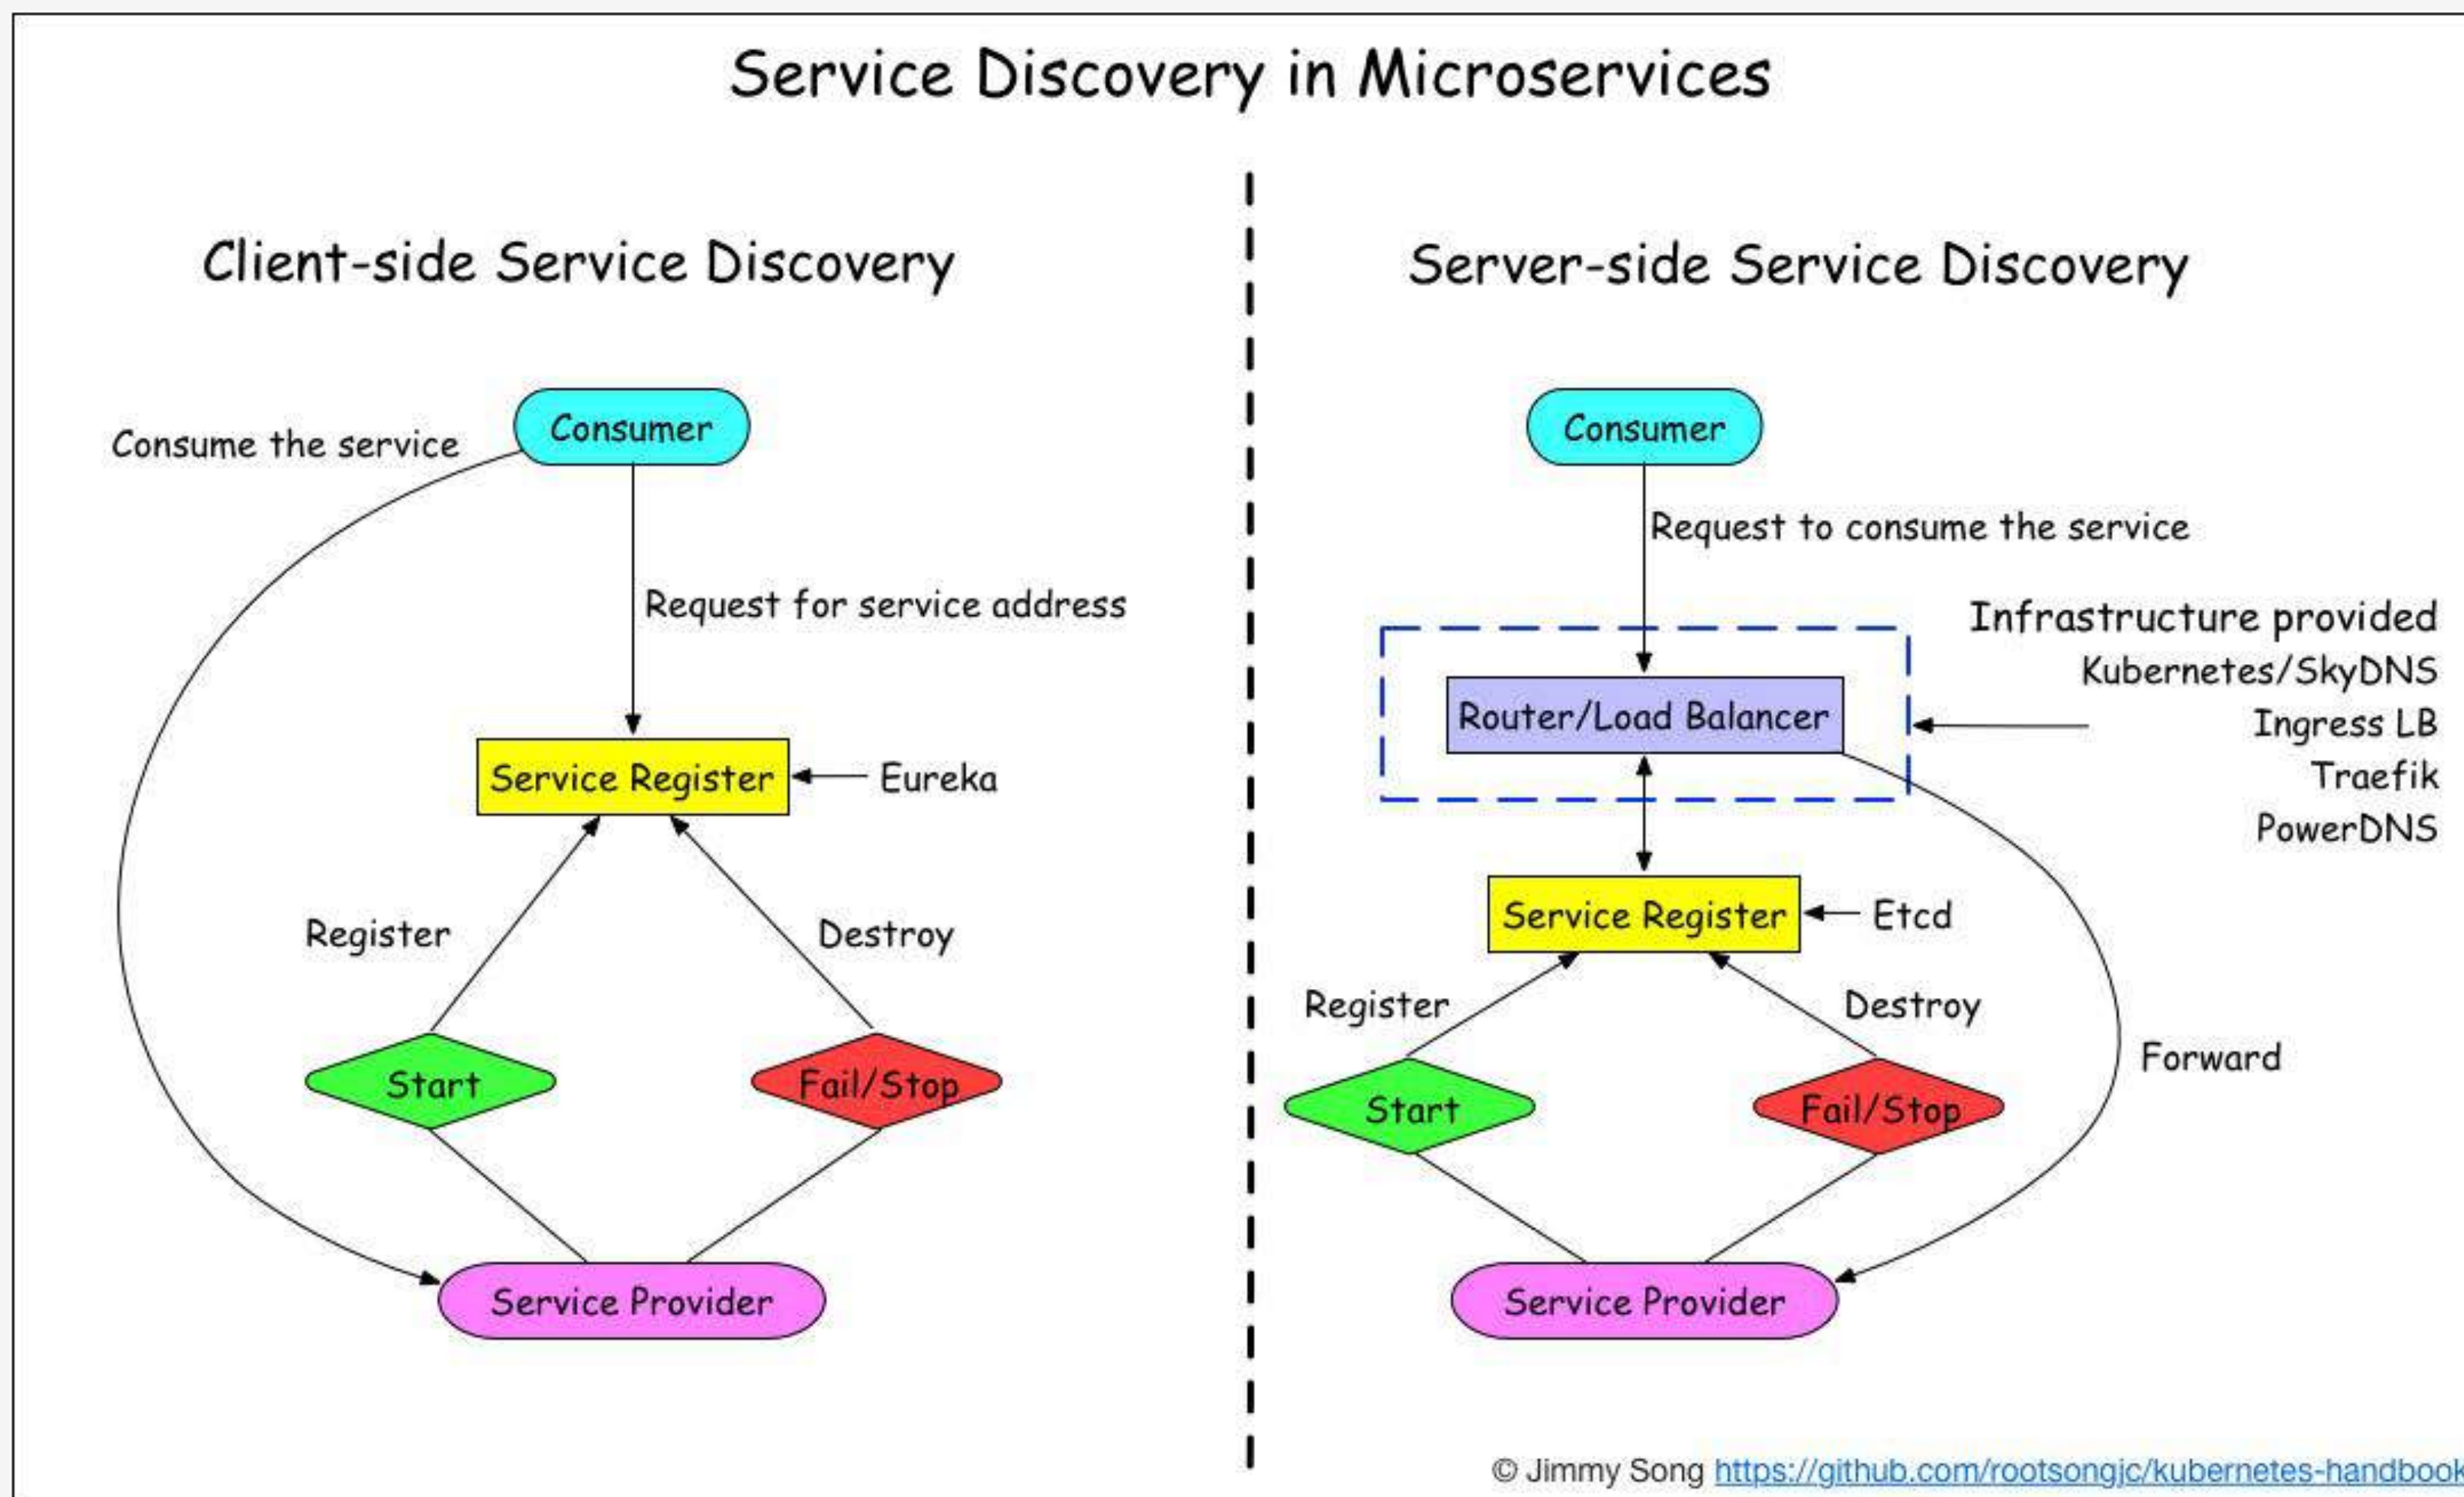 Service Discovery in Microservices
Client-side Service Discovery
Consumer
Consume the service
Request for service address
Service Register
Eureka
Register
Destroy
Start
Fail/Stop
Service Provider
Server-side Service Discovery
Consumer
Request to consume the service
Infrastructure provided
Kubernetes/SkyDNS
Ingress LB
Traefik
PowerDNS
Router/Load Balancer
Service Register
Etcd
Register
Destroy
Forward
Start
Fail/Stop
Service Provider
© Jimmy Song https://github.com/rootsongjc/kubernetes-handbook